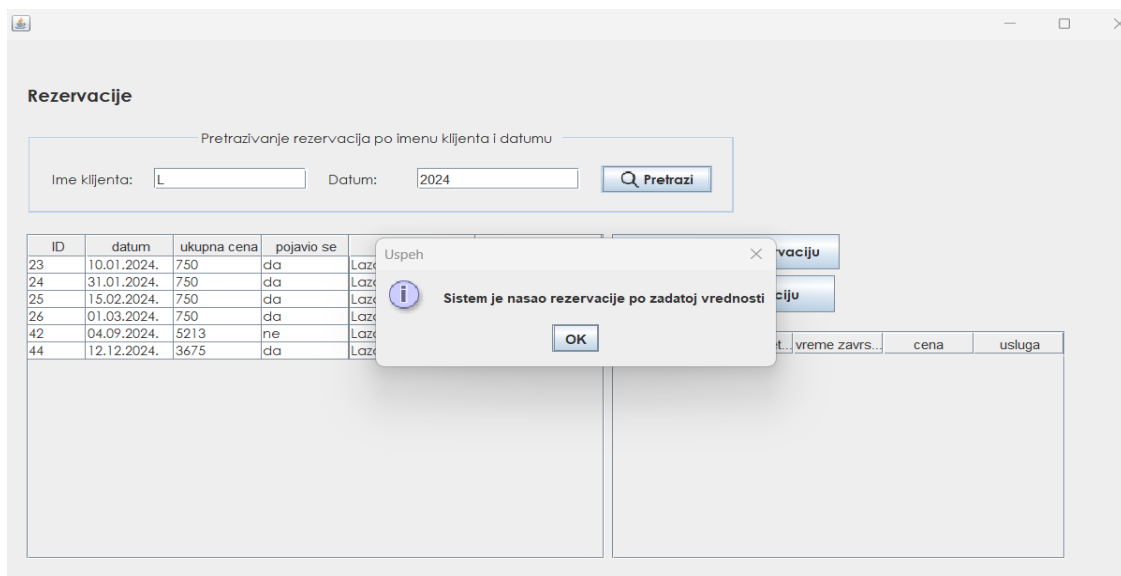 Rezervacije
Pretrazivanje rezervacija po imenu klijenta i datumu
Ime klijenta: L Datum: 2024 Pretrazi
ID datum ukupna cena pojavio se
23 10.01.2024. 750 da
24 31.01.2024. 750 da
25 15.02.2024. 750 da
26 01.03.2024. 750 da
42 04.09.2024. 5213 ne
44 12.12.2024. 3675 da
Uspeh
Sistem je nasao rezervacije po zadatoj vrednosti
OK
vreme zavrs... cena usluga